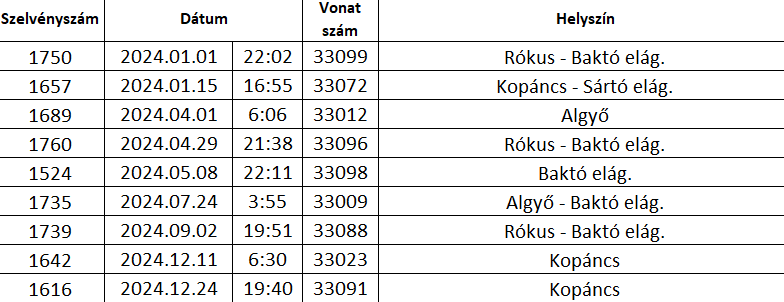 Szelvényszám Dátum Vonat szám Helyszín
1750 2024.01.01 22:02 33099 Rókus - Baktó elág.
1657 2024.01.15 16:55 33072 Kopáncs - Sártó elág.
1689 2024.04.01 6:06 33012 Algyő
1760 2024.04.29 21:38 33096 Rókus - Baktó elág.
1524 2024.05.08 22:11 33098 Baktó elág.
1735 2024.07.24 3:55 33009 Algyő - Baktó elág.
1739 2024.09.02 19:51 33088 Rókus - Baktó elág.
1642 2024.12.11 6:30 33023 Kopáncs
1616 2024.12.24 19:40 33091 Kopáncs